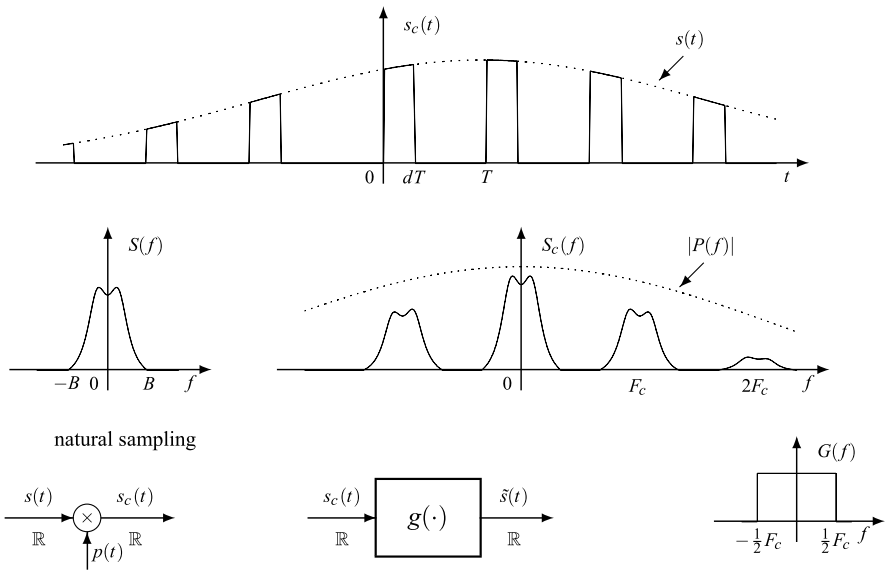 s_c(t)
s(t)
0 dT T t
S(f)
−B 0 B f
S_c(f)
|P(f)|
0 F_c 2F_c f
natural sampling
s(t) s_c(t)
×
ℝ ℝ
p(t)
s_c(t) g(·) s̃(t)
ℝ ℝ
G(f)
−½F_c ½F_c f